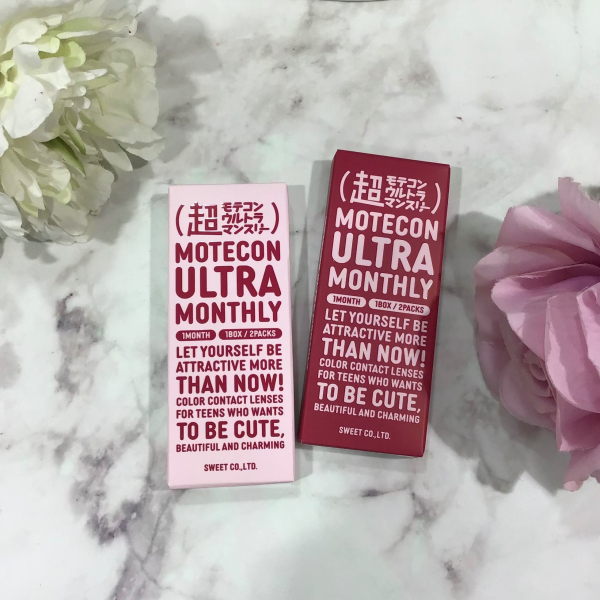 (超モテコン
ウルトラ
マンスリー)
MOTECON
ULTRA
MONTHLY
1MONTH 1BOX / 2PACKS
LET YOURSELF BE
ATTRACTIVE MORE
THAN NOW!
COLOR CONTACT LENSES
FOR TEENS WHO WANTS
TO BE CUTE,
BEAUTIFUL AND CHARMING
SWEET CO.,LTD.
(超モテコン
ウルトラ
マンスリー)
MOTECON
ULTRA
MONTHLY
1MONTH 1BOX / 2PACKS
LET YOURSELF BE
ATTRACTIVE MORE
THAN NOW!
COLOR CONTACT LENSES
FOR TEENS WHO WANTS
TO BE CUTE,
BEAUTIFUL AND CHARMING
SWEET CO.,LTD.